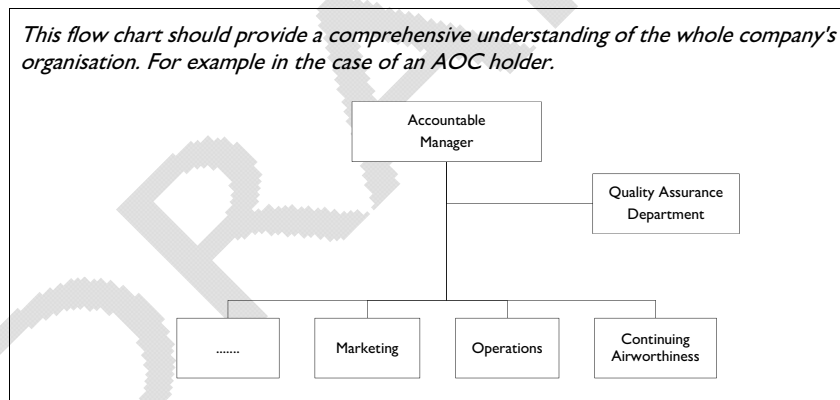 This flow chart should provide a comprehensive understanding of the whole company's
organisation. For example in the case of an AOC holder.
Accountable
Manager
Quality Assurance
Department
.......
Marketing
Operations
Continuing
Airworthiness